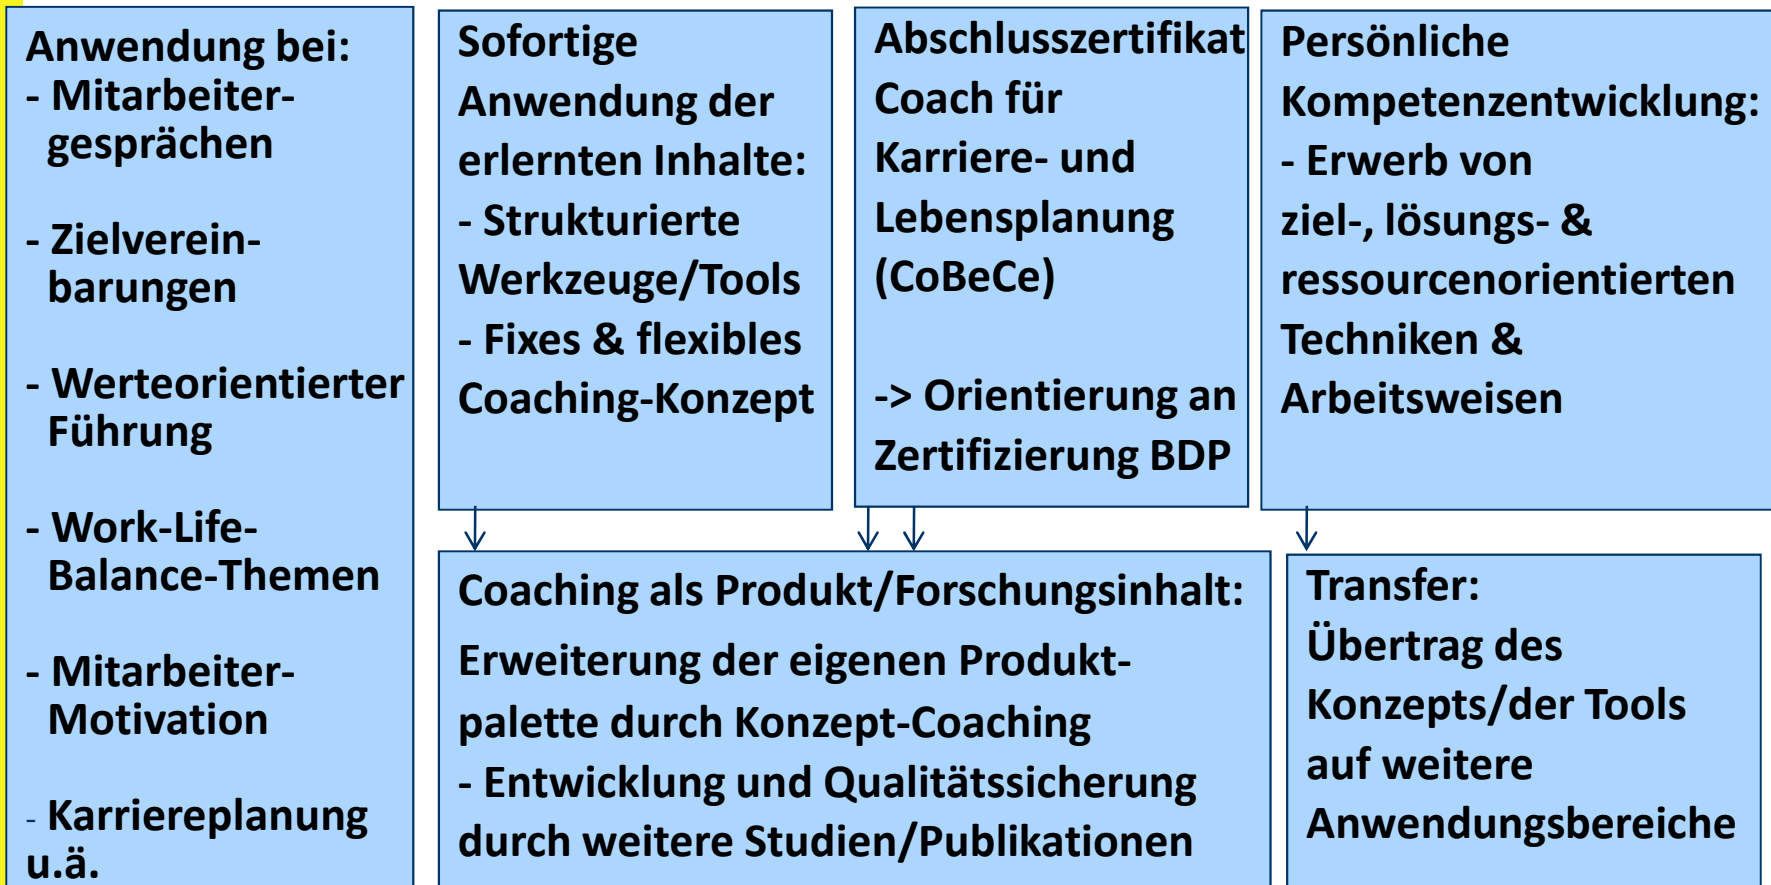 Anwendung bei:
- Mitarbeiter-
gesprächen
- Zielverein-
barungen
- Werteorientierter
Führung
- Work-Life-
Balance-Themen
- Mitarbeiter-
Motivation
- Karriereplanung
u.ä.
Sofortige
Anwendung der
erlernten Inhalte:
- Strukturierte
Werkzeuge/Tools
- Fixes & flexibles
Coaching-Konzept
Abschlusszertifikat
Coach für
Karriere- und
Lebensplanung
(CoBeCe)
-> Orientierung an
Zertifizierung BDP
Persönliche
Kompetenzentwicklung:
- Erwerb von
ziel-, lösungs- &
ressourcenorientierten
Techniken &
Arbeitsweisen
Coaching als Produkt/Forschungsinhalt:
Erweiterung der eigenen Produkt-
palette durch Konzept-Coaching
- Entwicklung und Qualitätssicherung
durch weitere Studien/Publikationen
Transfer:
Übertrag des
Konzepts/der Tools
auf weitere
Anwendungsbereiche